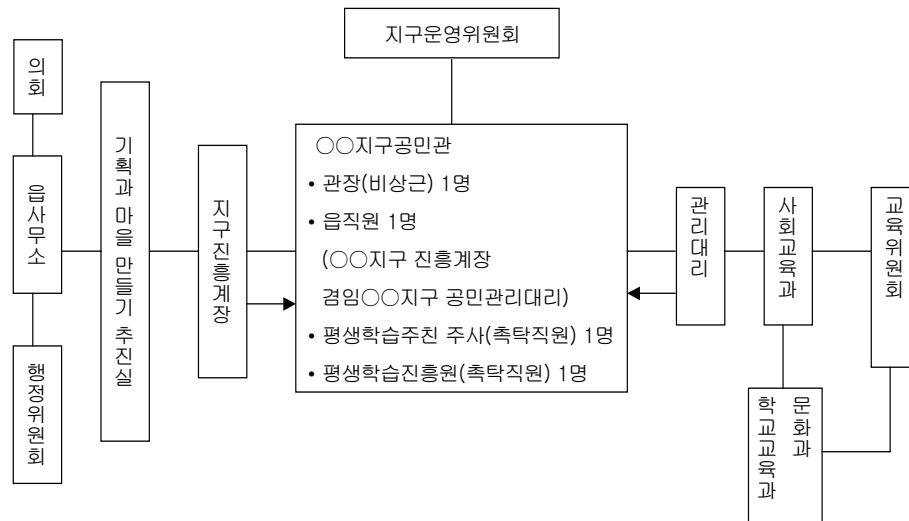 지구운영위원회
의회
읍사무소
행정위원회
기획과 마을 만들기 추진실
지구진흥계장
○○지구공민관
• 관장(비상근) 1명
• 읍직원 1명
(○○지구 진흥계장
겸임○○지구 공민관리대리)
• 평생학습주친 주사(촉탁직원) 1명
• 평생학습진흥원(촉탁직원) 1명
관리대리
사회교육과
교육위원회
학교교육과
문화과